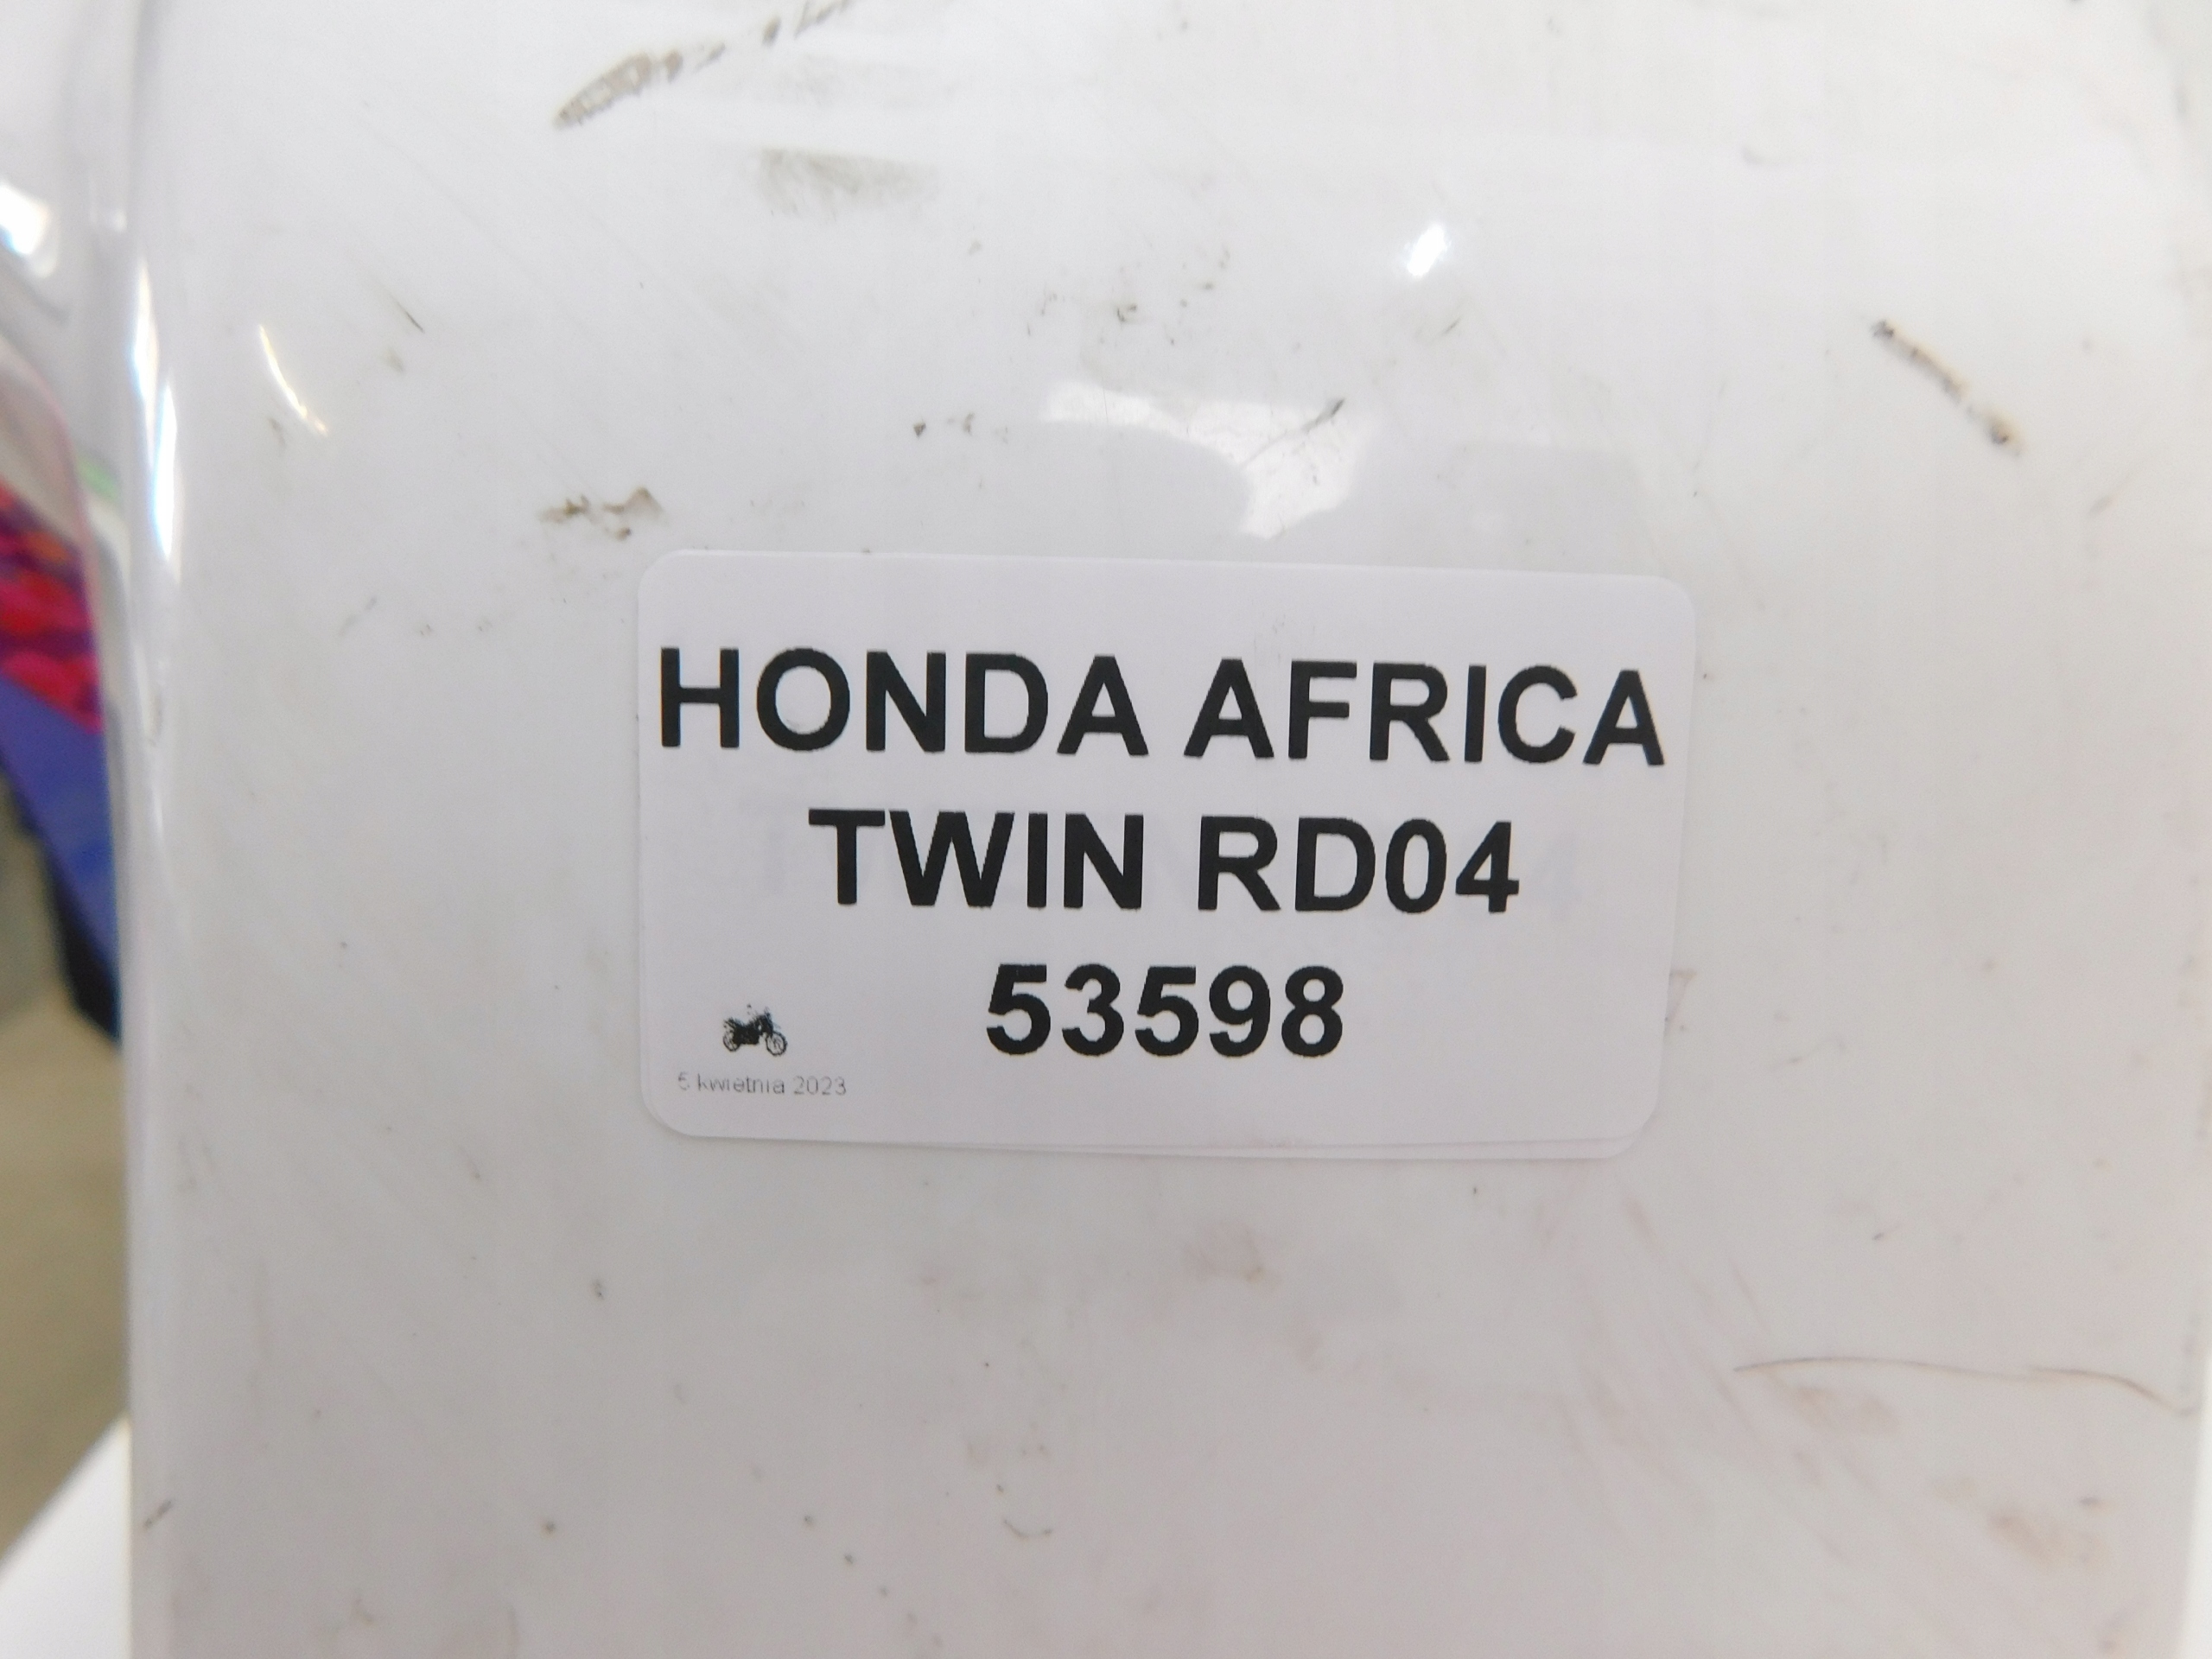 HONDA AFRICA
TWIN RD04
53598
5 kwietnia 2023